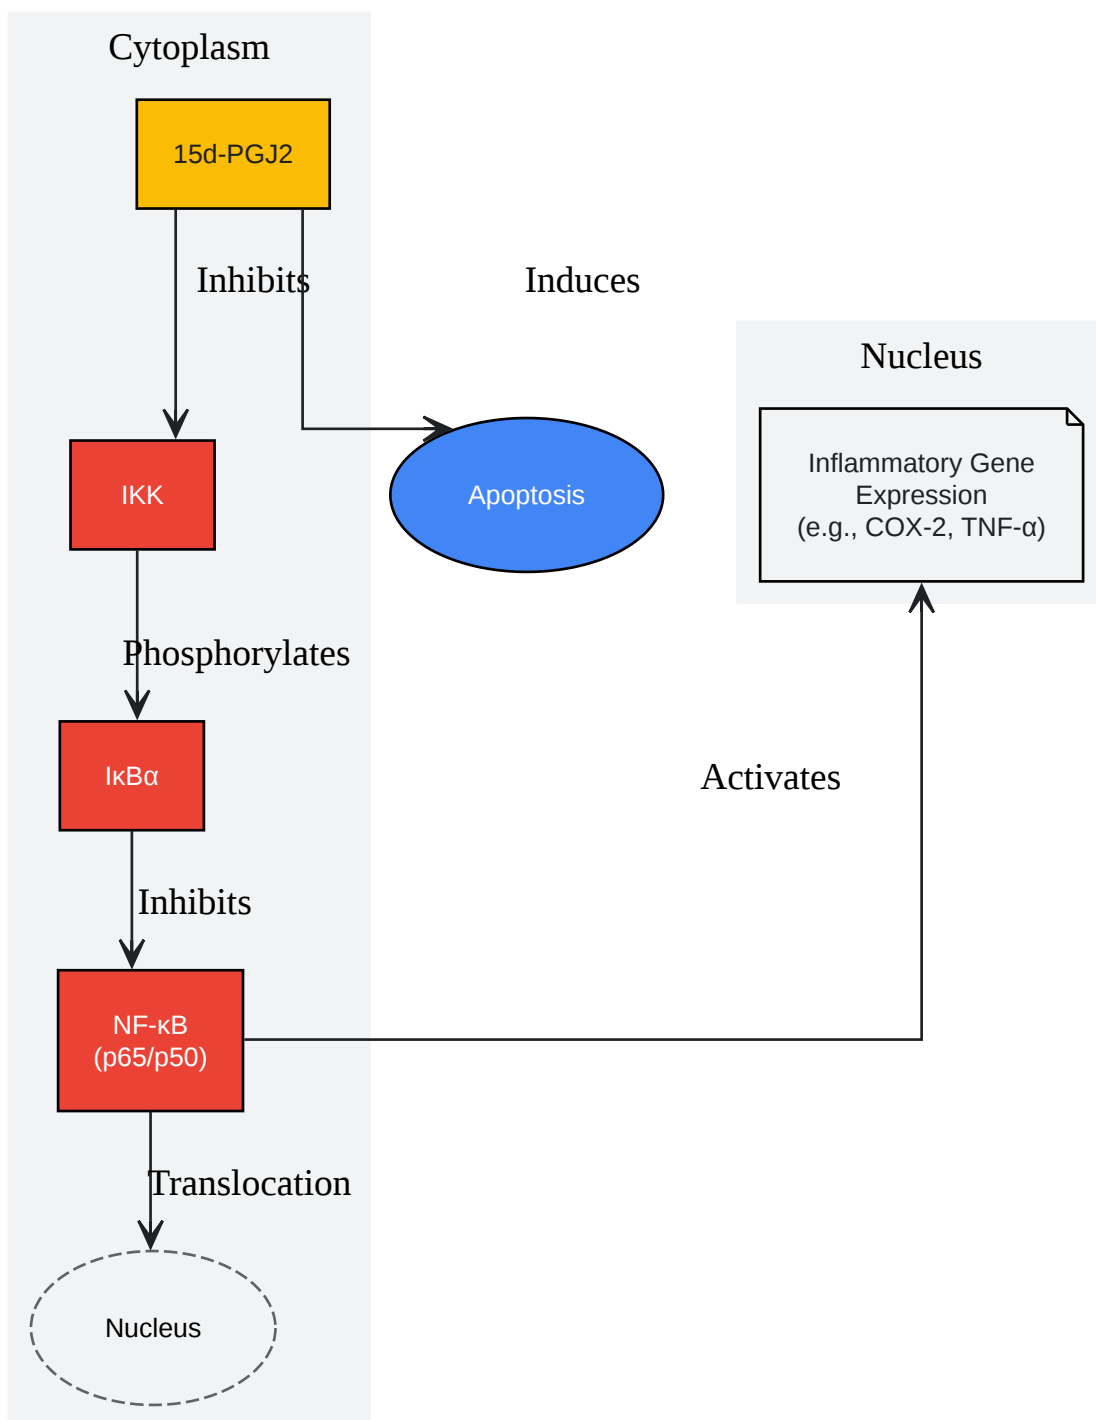 Cytoplasm
15d-PGJ2
Inhibits
Induces
Nucleus
Inflammatory Gene
Expression
(e.g., COX-2, TNF-α)
IKK
Apoptosis
Phosphorylates
IκBα
Activates
Inhibits
NF-κB
(p65/p50)
Translocation
Nucleus